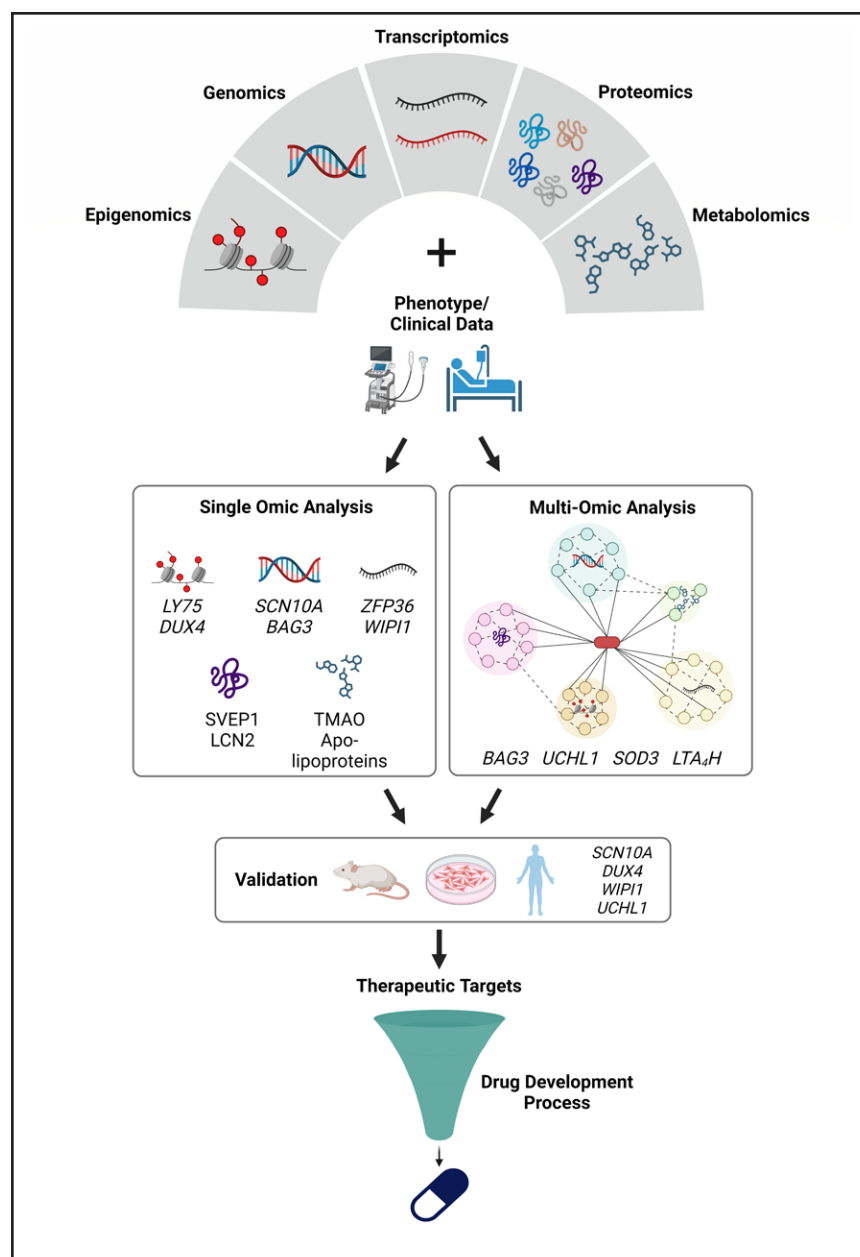 Transcriptomics
Genomics
Proteomics
Epigenomics
Metabolomics
+
Phenotype/
Clinical Data
Single Omic Analysis
LY75
DUX4
SCN10A
BAG3
ZFP36
WIPI1
SVEP1
LCN2
TMAO
Apo-
lipoproteins
Multi-Omic Analysis
BAG3 UCHL1 SOD3 LTA₄H
Validation
SCN10A
DUX4
WIPI1
UCHL1
Therapeutic Targets
Drug Development
Process